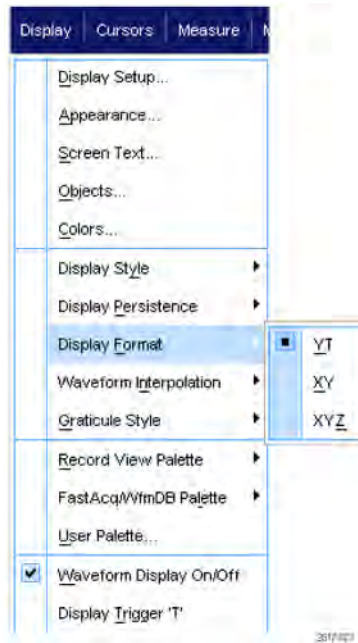 Display Cursors Measure
Display Setup...
Appearance...
Screen Text...
Objects...
Colors...
Display Style
Display Persistence
Display Format
YT
Waveform Interpolation
XY
Graticule Style
XYZ
Record View Palette
FastAcq/WfmDB Palette
User Palette...
Waveform Display On/Off
Display Trigger 'T'